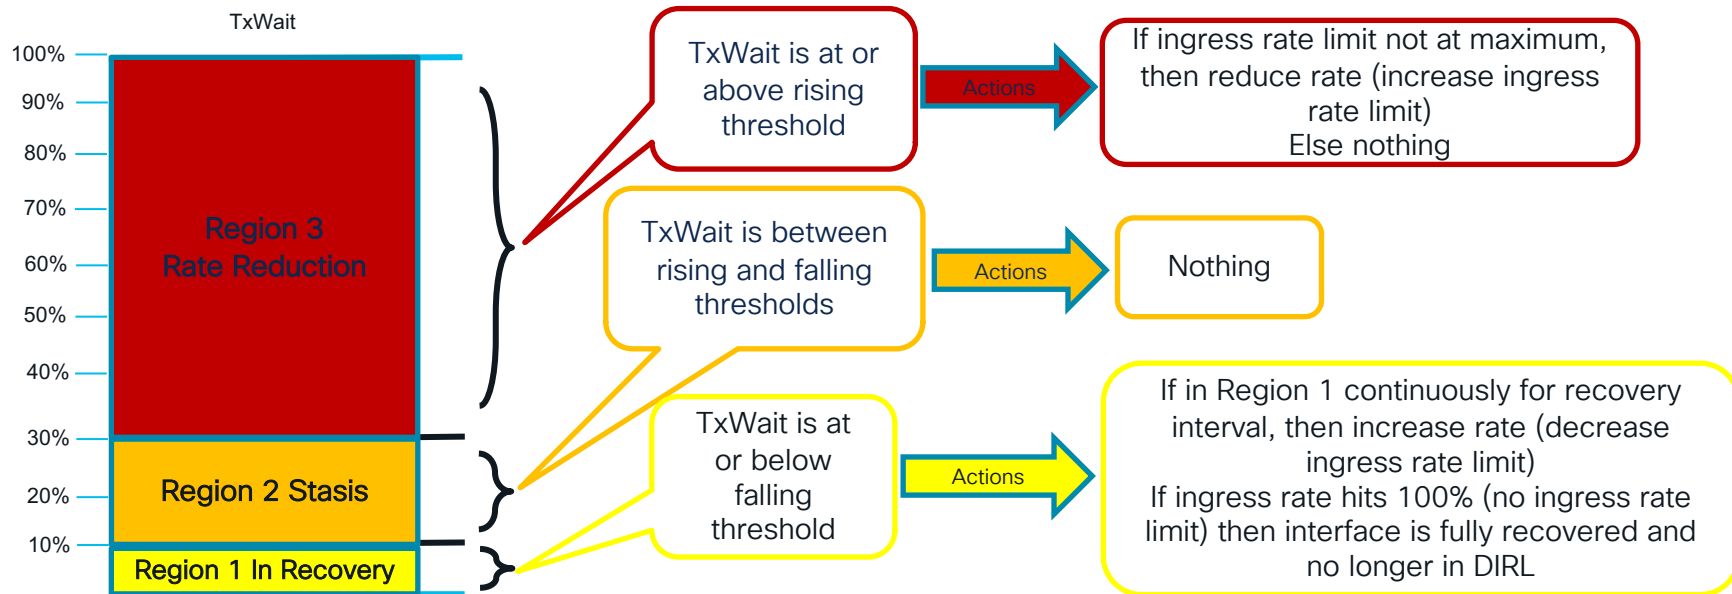 TxWait
100%
90%
80%
70%
60%
50%
40%
30%
20%
10%
Region 3
Rate Reduction
Region 2 Stasis
Region 1 In Recovery
TxWait is at or
above rising
threshold
Actions
If ingress rate limit not at maximum,
then reduce rate (increase ingress
rate limit)
Else nothing
TxWait is between
rising and falling
thresholds
Actions
Nothing
TxWait is at
or below
falling
threshold
Actions
If in Region 1 continuously for recovery
interval, then increase rate (decrease
ingress rate limit)
If ingress rate hits 100% (no ingress rate
limit) then interface is fully recovered and
no longer in DIRL